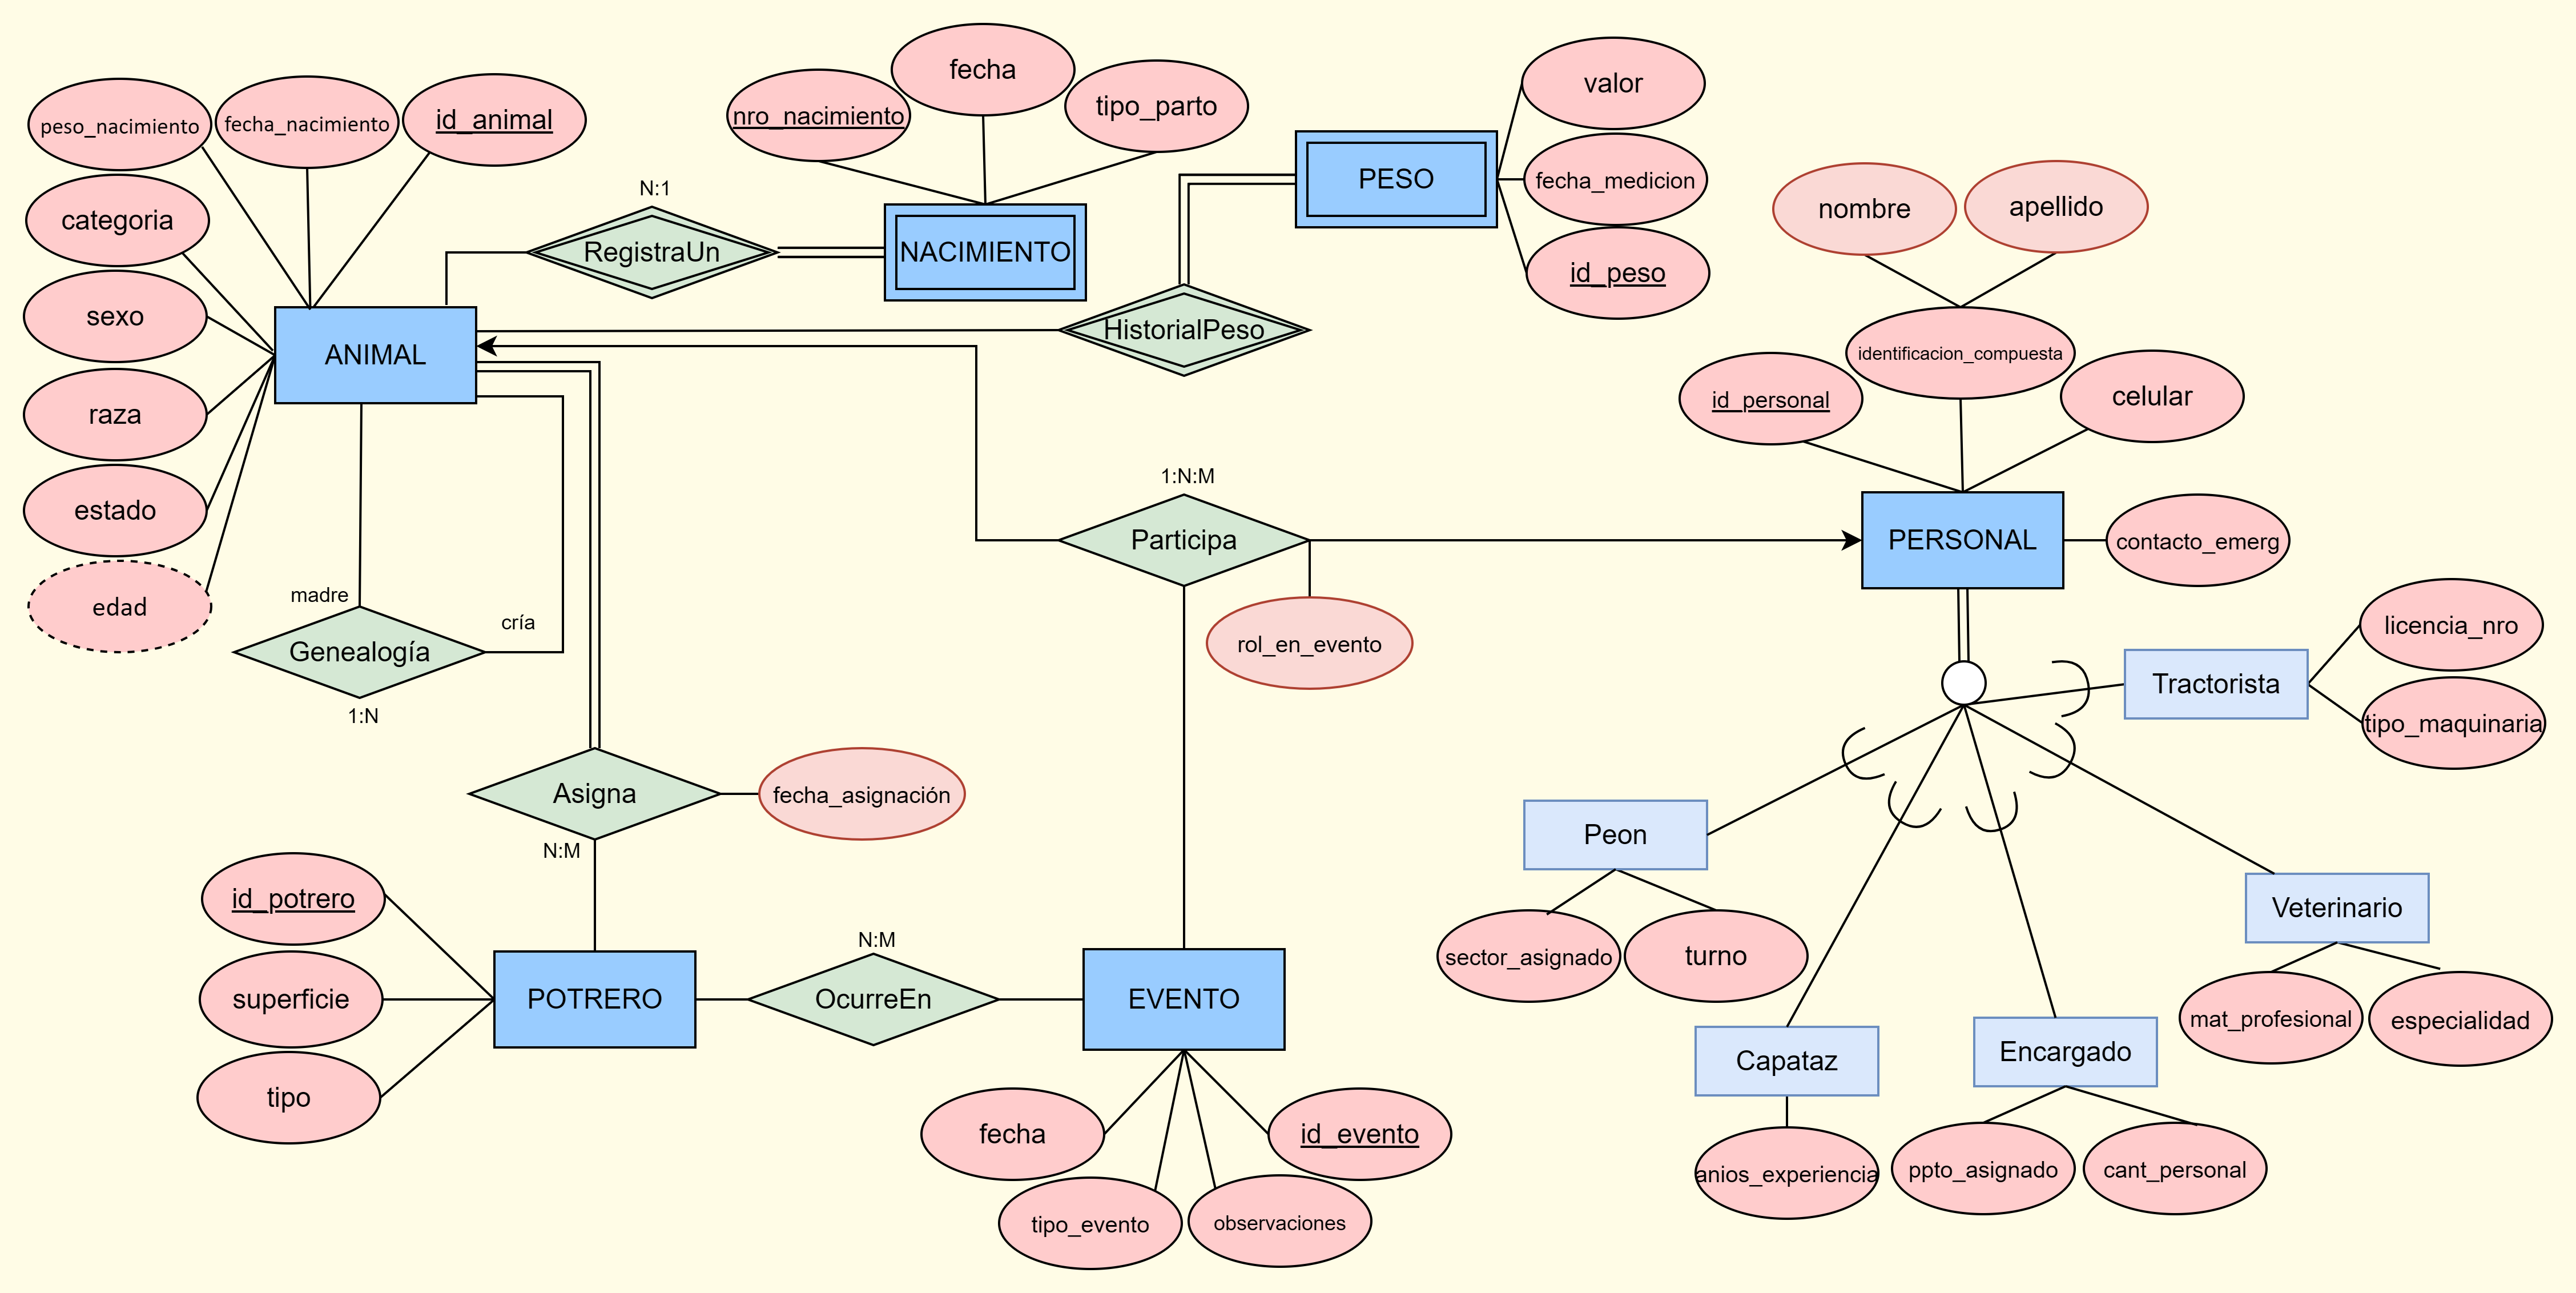 peso_nacimiento
fecha_nacimiento
id_animal
categoria
sexo
raza
estado
edad
ANIMAL
N:1
RegistraUn
nro_nacimiento
fecha
tipo_parto
NACIMIENTO
PESO
valor
fecha_medicion
id_peso
HistorialPeso
nombre
apellido
identificacion_compuesta
id_personal
celular
PERSONAL
contacto_emerg
1:N:M
Participa
rol_en_evento
madre
cría
Genealogía
1:N
Asigna
fecha_asignación
N:M
id_potrero
superficie
tipo
POTRERO
N:M
OcurreEn
EVENTO
fecha
id_evento
tipo_evento
observaciones
Tractorista
licencia_nro
tipo_maquinaria
Peon
sector_asignado
turno
Veterinario
mat_profesional
especialidad
Capataz
anios_experiencia
Encargado
ppto_asignado
cant_personal